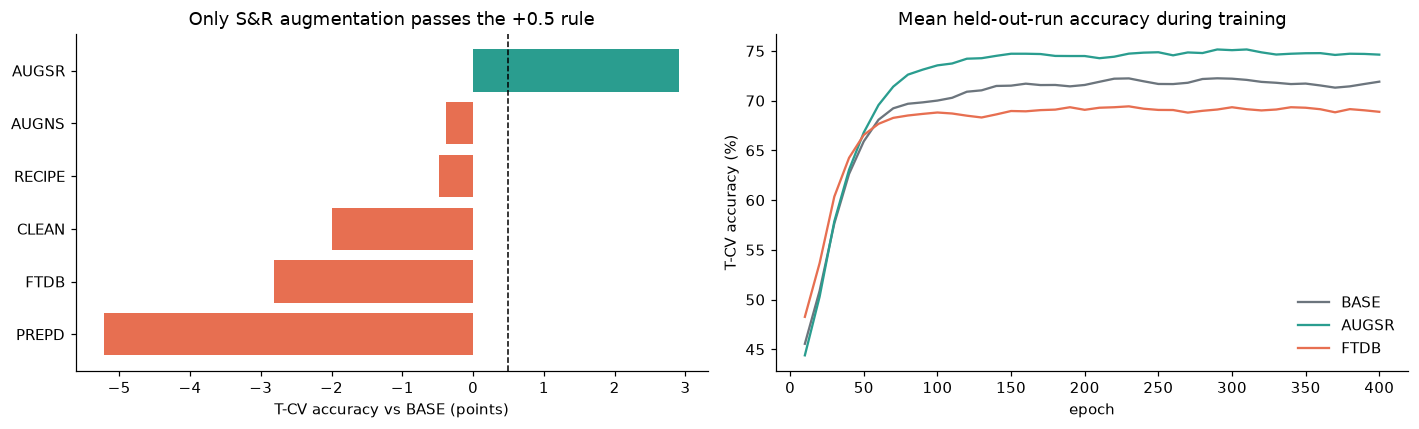 Only S&R augmentation passes the +0.5 rule
AUGSR
AUGNS
RECIPE
CLEAN
FTDB
PREPD
−5 −4 −3 −2 −1 0 1 2 3
T-CV accuracy vs BASE (points)
Mean held-out-run accuracy during training
T-CV accuracy (%)
75
70
65
60
55
50
45
BASE
AUGSR
FTDB
0 50 100 150 200 250 300 350 400
epoch